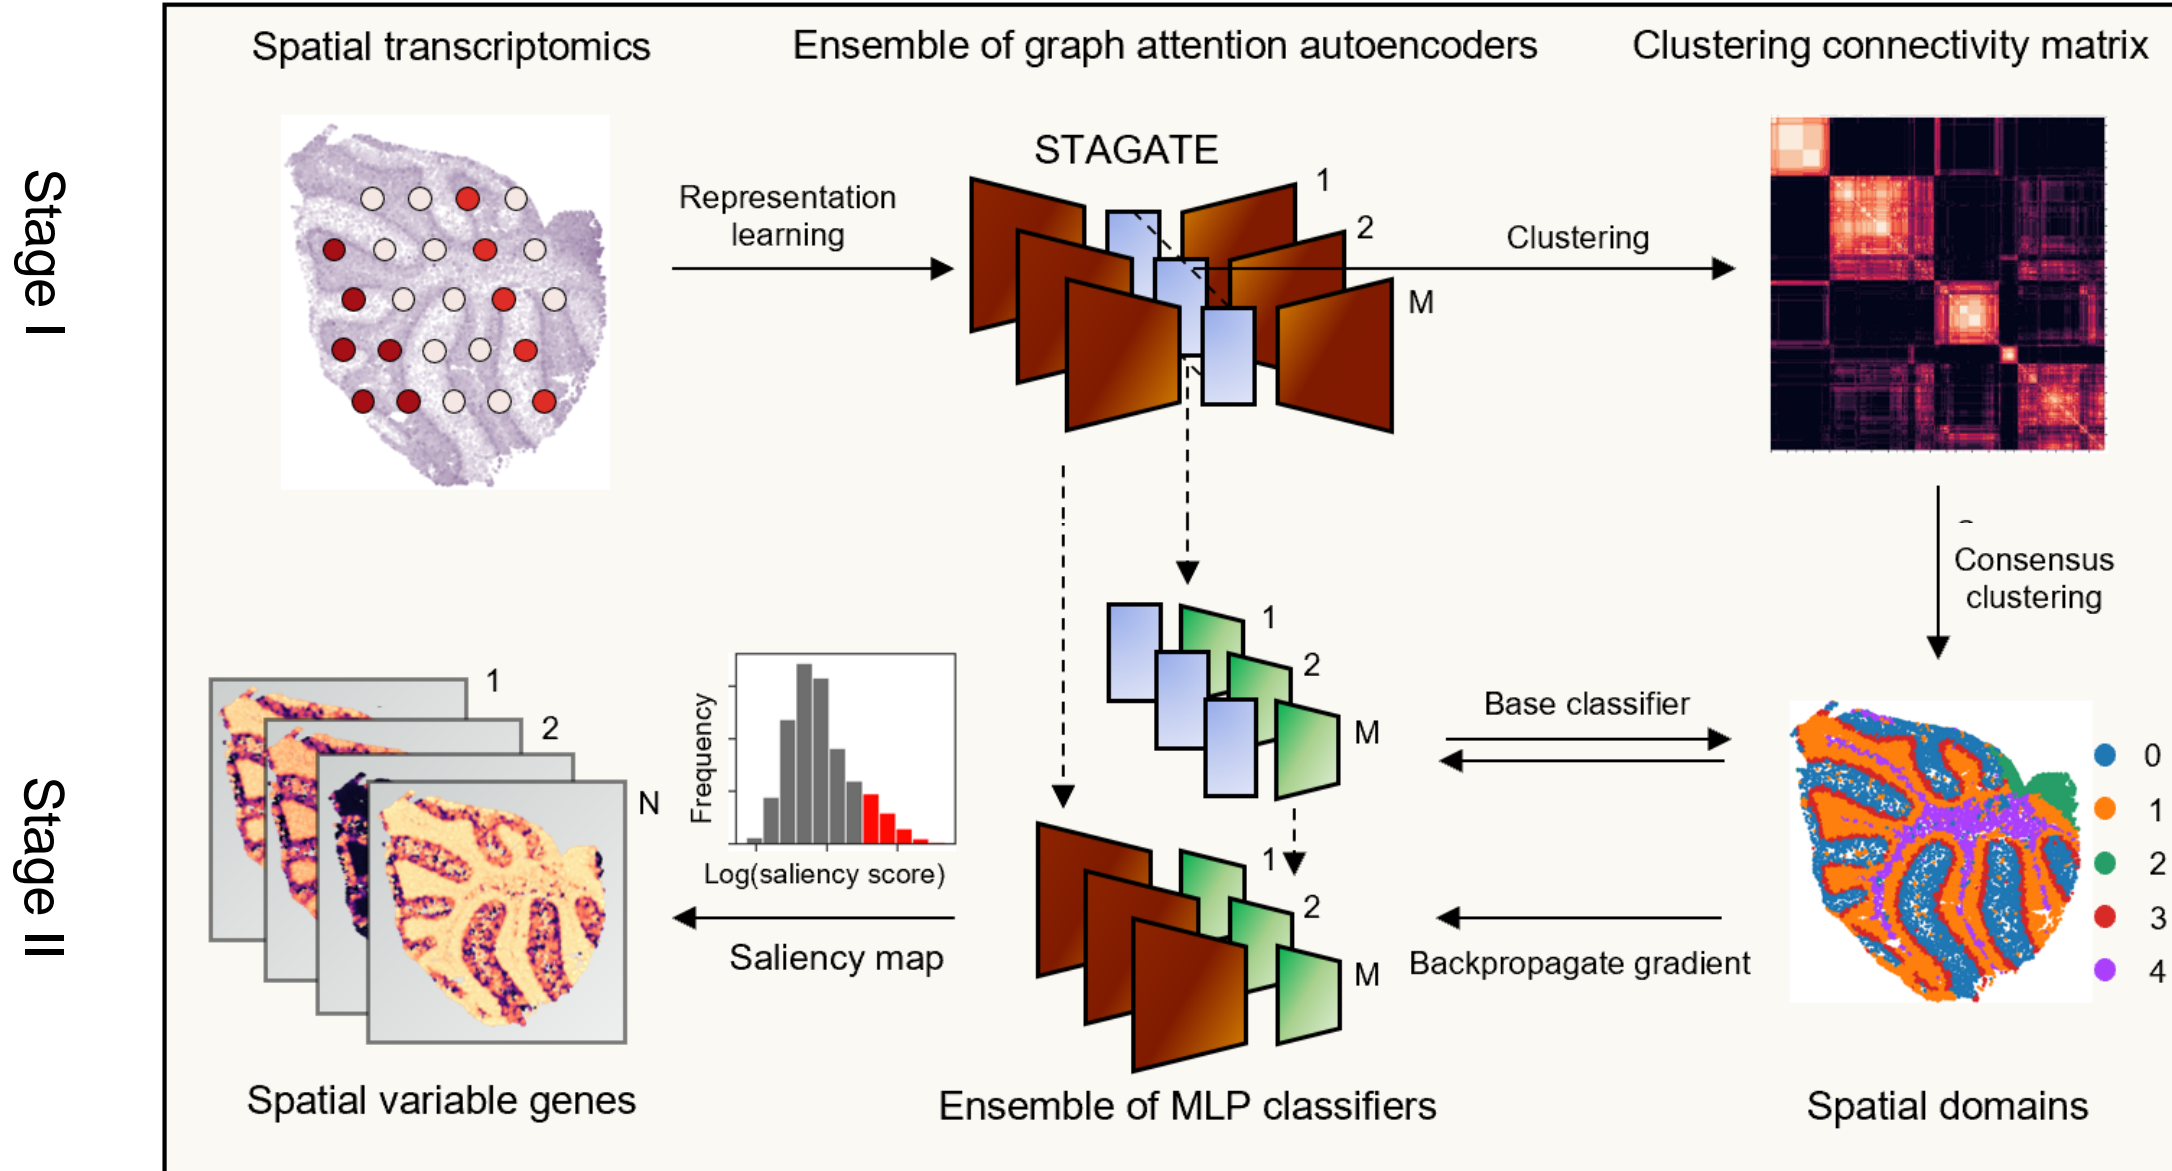 Stage I
Spatial transcriptomics
Ensemble of graph attention autoencoders
Clustering connectivity matrix
STAGATE
Representation
learning
1
2
M
Clustering
Consensus
clustering
Stage II
1
2
N
Frequency
Log(saliency score)
Saliency map
1
2
M
Base classifier
1
2
M
Backpropagate gradient
0
1
2
3
4
Spatial variable genes
Ensemble of MLP classifiers
Spatial domains